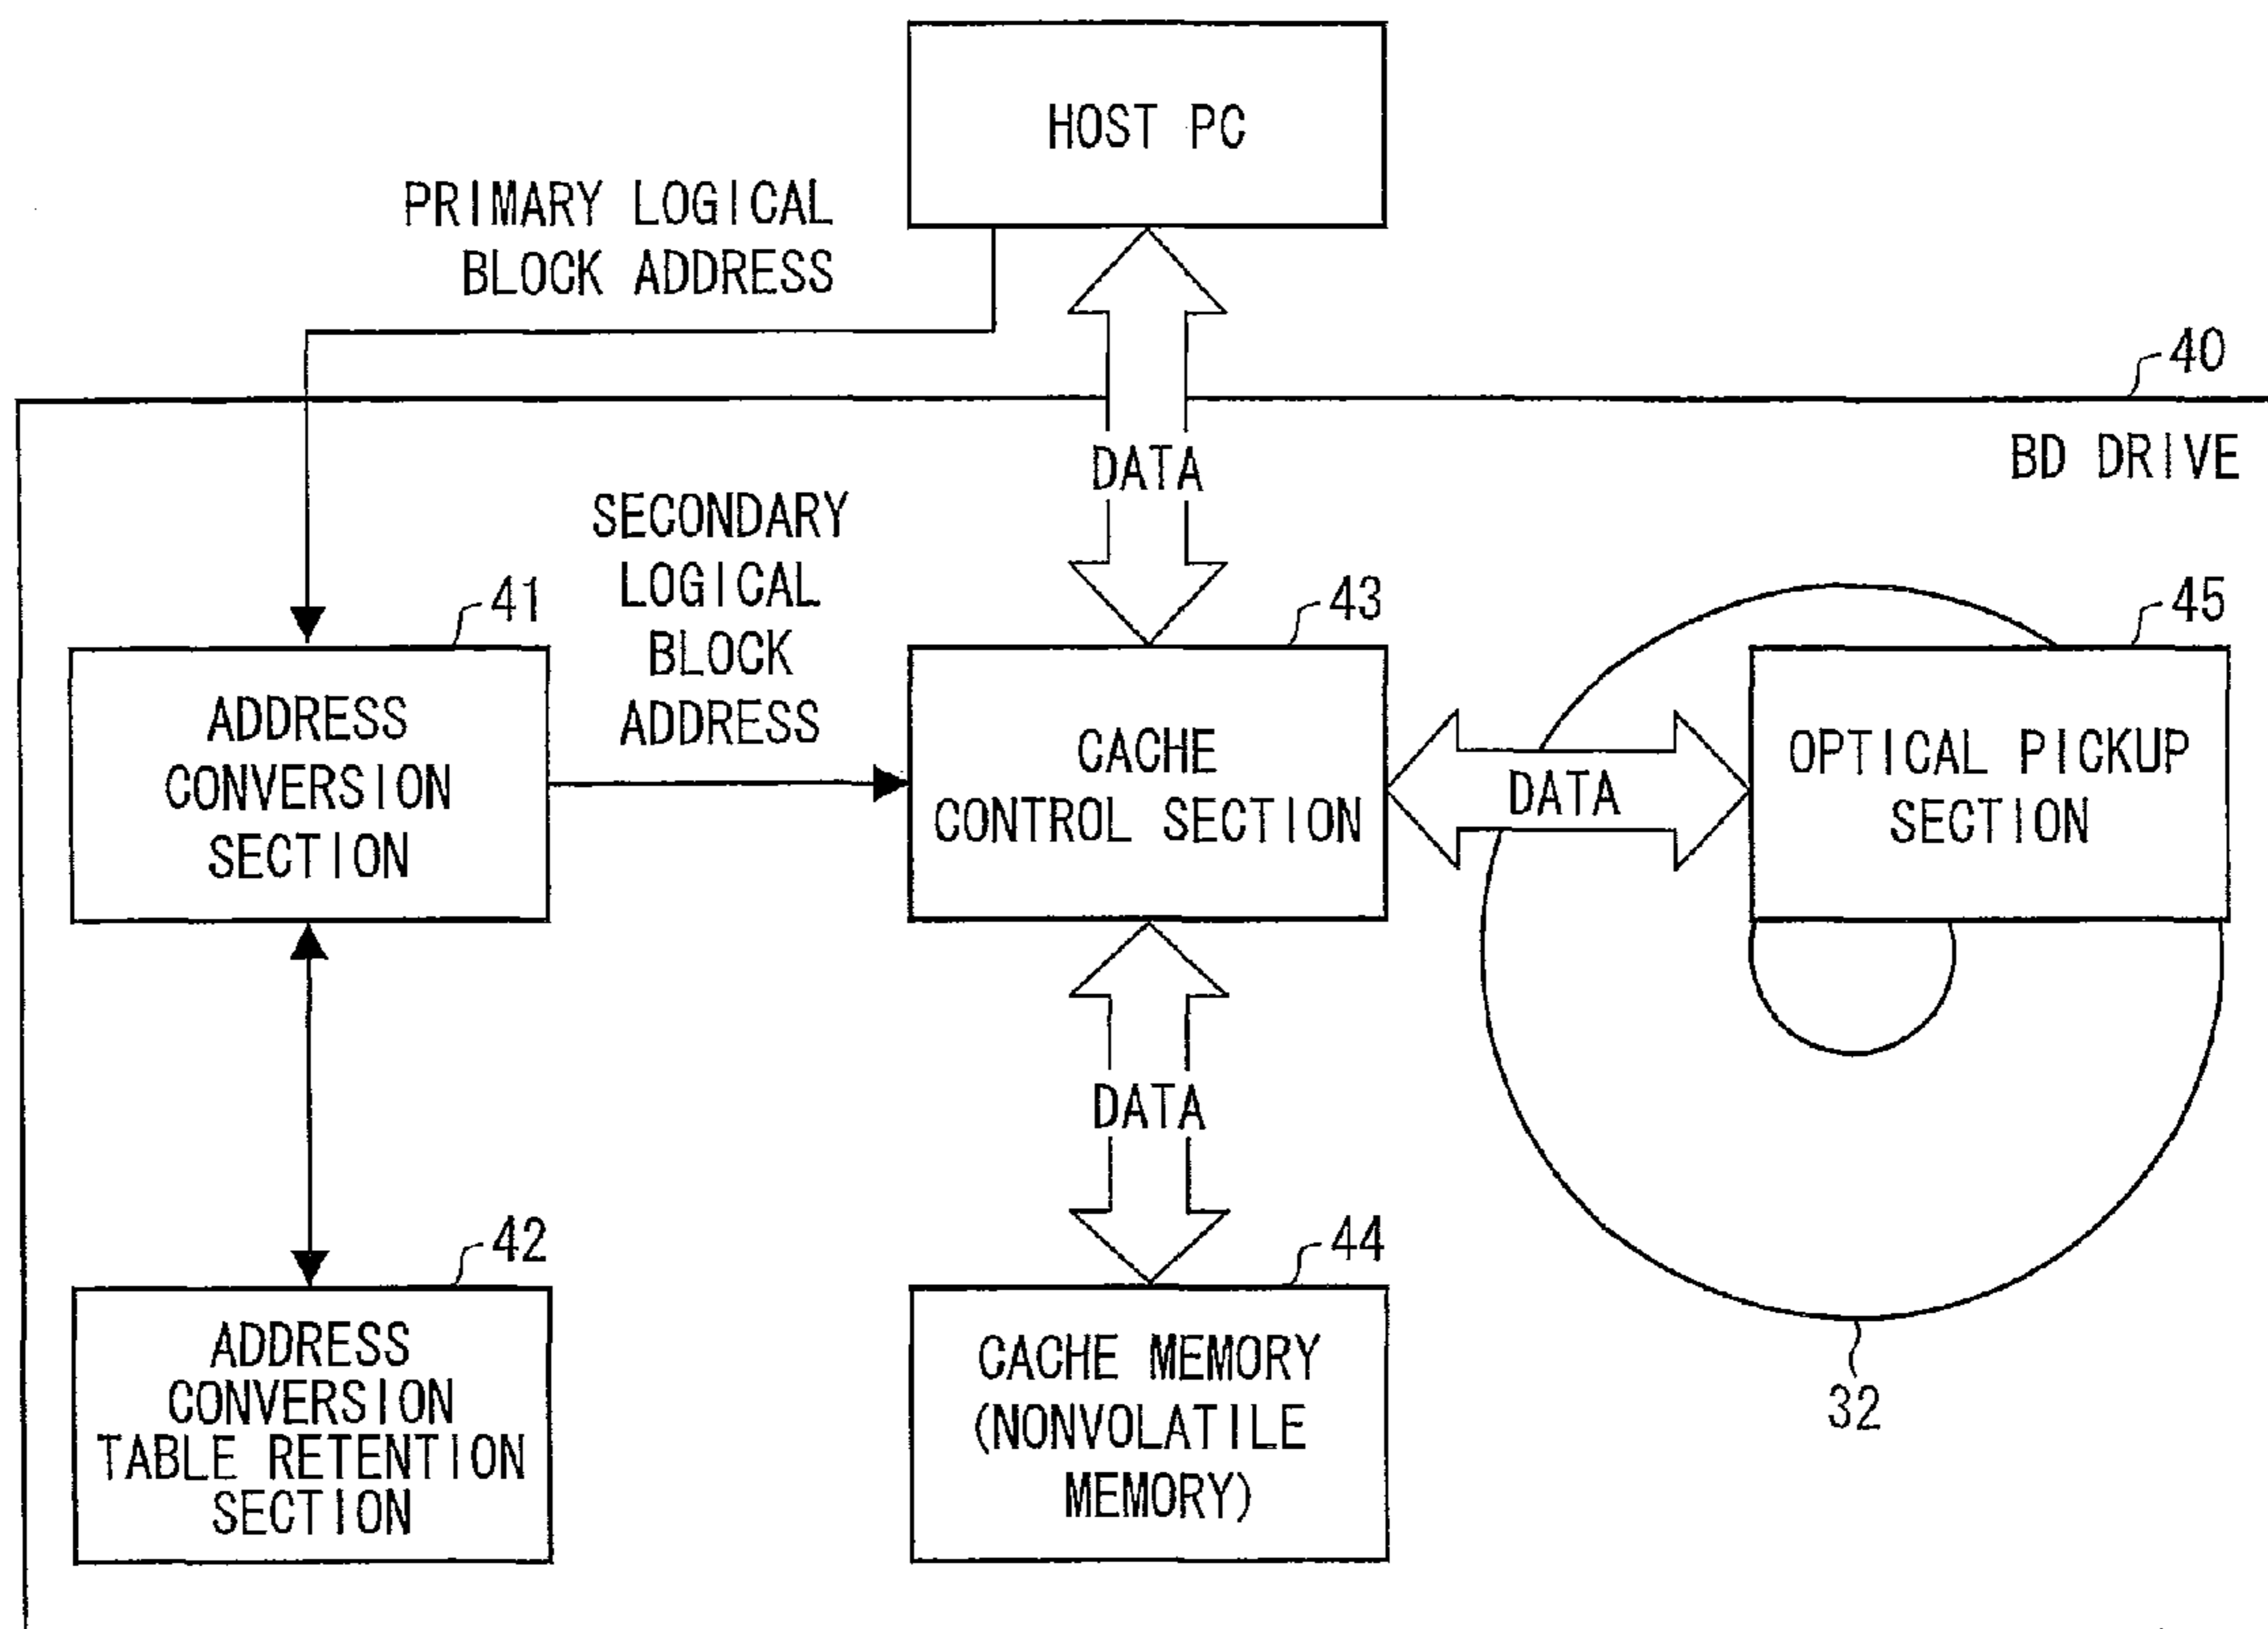 HOST PC
PRIMARY LOGICAL
BLOCK ADDRESS
40
BD DRIVE
DATA
SECONDARY
LOGICAL
BLOCK
ADDRESS
41
ADDRESS
CONVERSION
SECTION
43
CACHE
CONTROL SECTION
DATA
45
OPTICAL PICKUP
SECTION
DATA
42
ADDRESS
CONVERSION
TABLE RETENTION
SECTION
44
CACHE MEMORY
(NONVOLATILE
MEMORY)
32